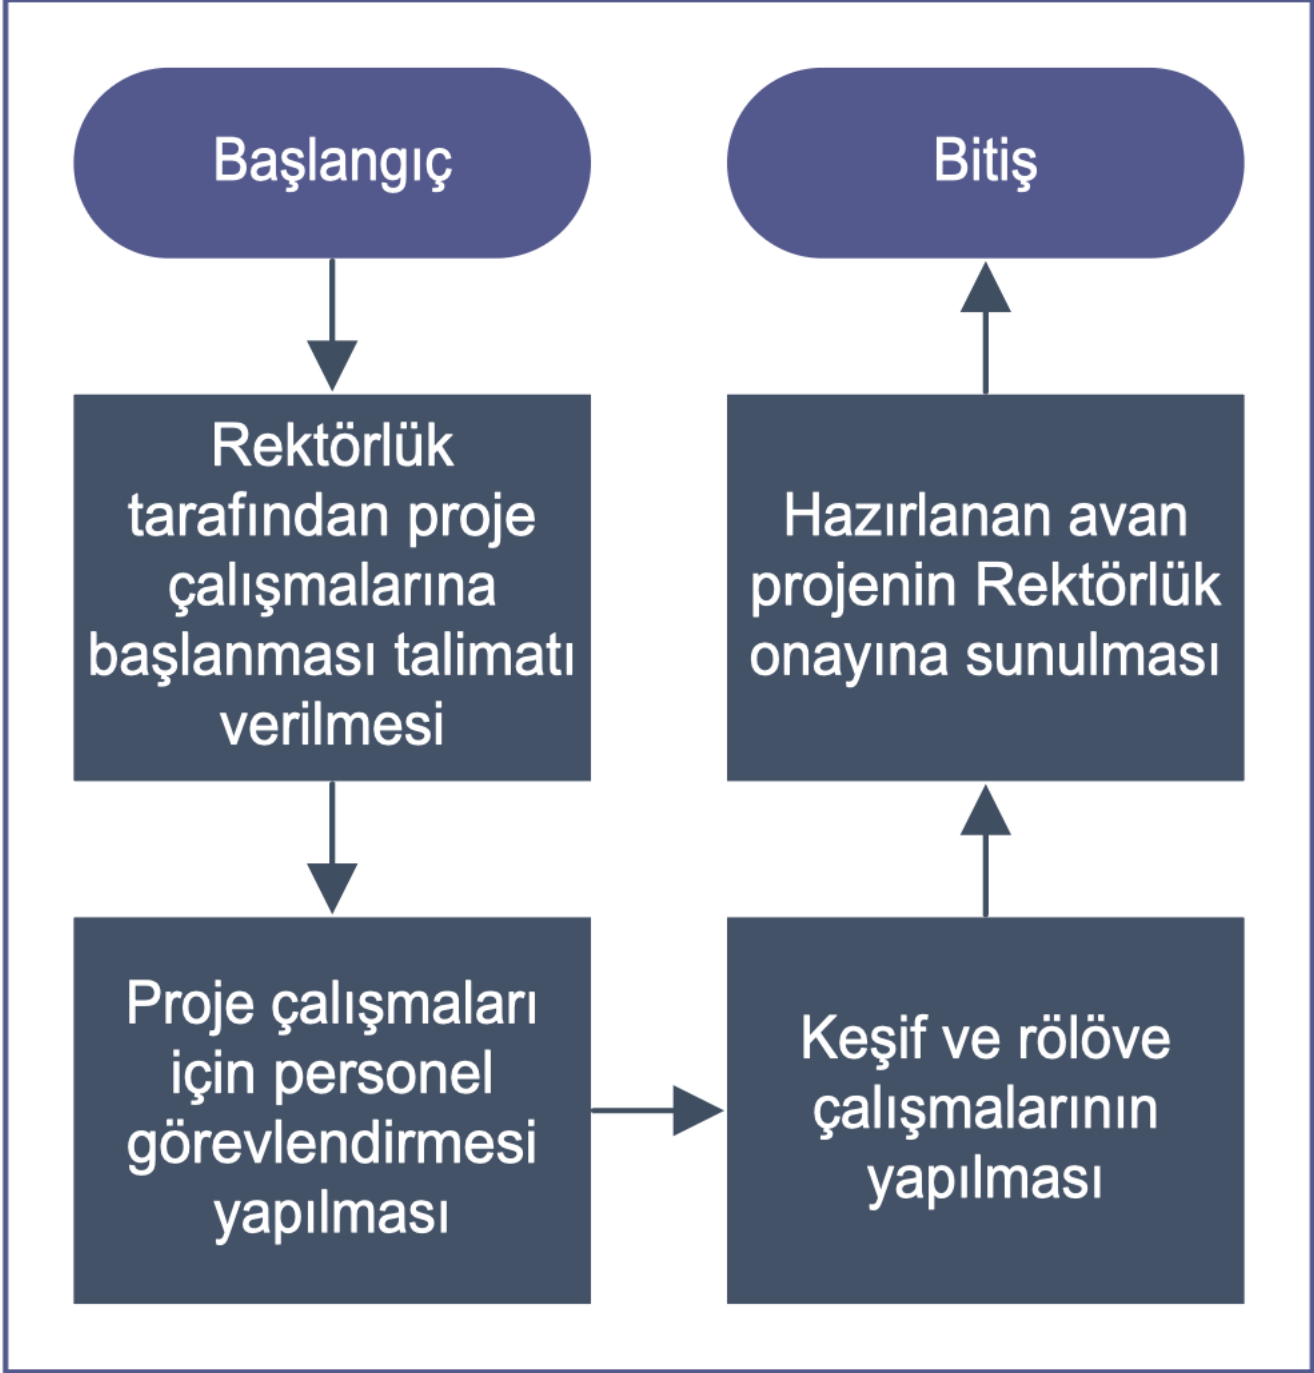 Başlangıç
Rektörlük
tarafından proje
çalışmalarına
başlanması talimatı
verilmesi
Proje çalışmaları
için personel
görevlendirmesi
yapılması
Keşif ve rölöve
çalışmalarının
yapılması
Hazırlanan avan
projenin Rektörlük
onayına sunulması
Bitiş